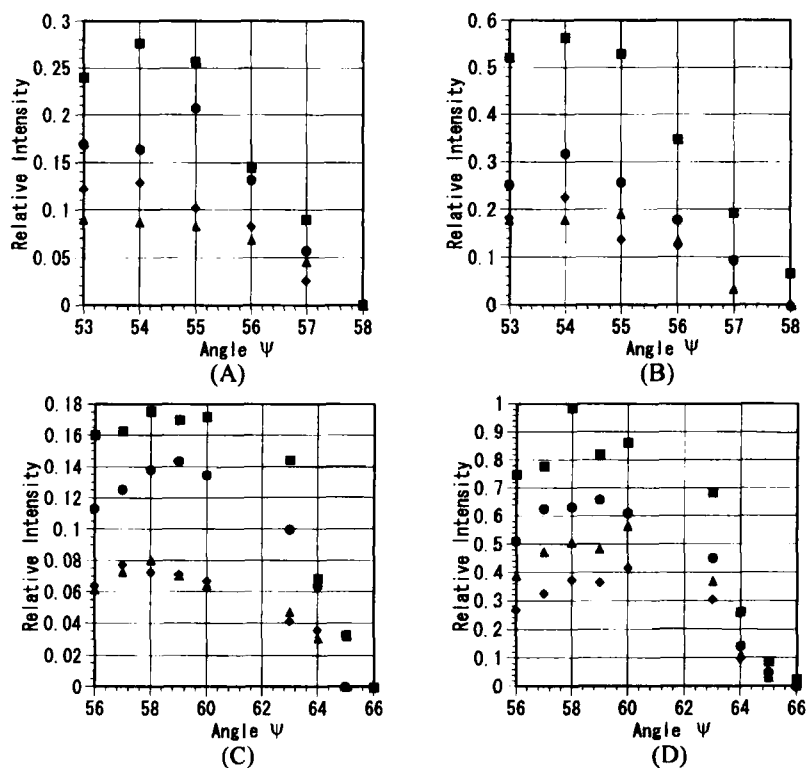 0.3
0.25
0.2
0.15
0.1
0.05
0
Relative Intensity
53 54 55 56 57 58
Angle Ψ
(A)
0.6
0.5
0.4
0.3
0.2
0.1
0
Relative Intensity
53 54 55 56 57 58
Angle Ψ
(B)
0.18
0.16
0.14
0.12
0.1
0.08
0.06
0.04
0.02
0
Relative Intensity
56 58 60 62 64 66
Angle Ψ
(C)
1
0.9
0.8
0.7
0.6
0.5
0.4
0.3
0.2
0.1
0
Relative Intensity
56 58 60 62 64 66
Angle Ψ
(D)